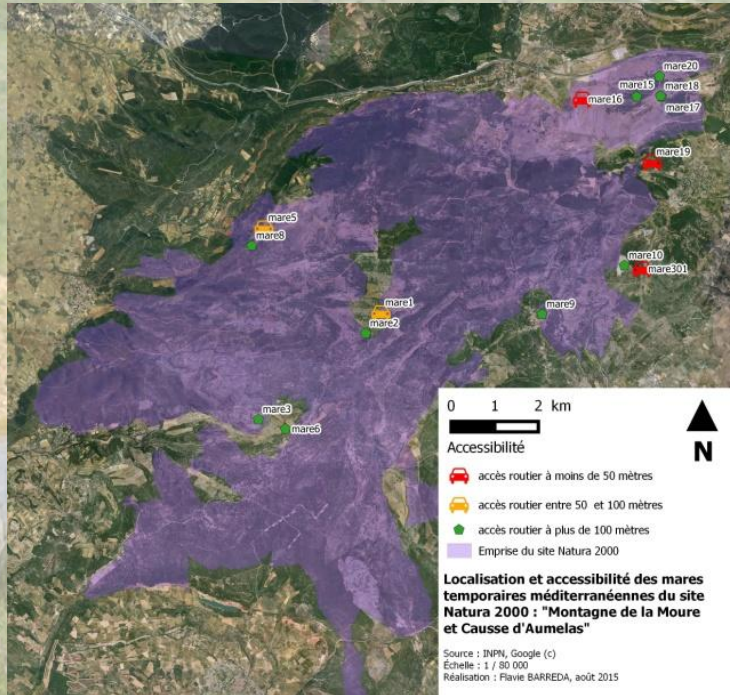 mare20
mare15
mare18
mare16
mare17
mare19
mare5
mare8
mare10
mare301
mare1
mare9
mare2
mare3
mare6
0 1 2 km
Accessibilité
N
accès routier à moins de 50 mètres
accès routier entre 50 et 100 mètres
accès routier à plus de 100 mètres
Emprise du site Natura 2000
Localisation et accessibilité des mares
temporaires méditerranéennes du site
Natura 2000 : "Montagne de la Moure
et Causse d'Aumelas"
Source : INPN, Google (c)
Échelle : 1 / 80 000
Réalisation : Flavie BARREDA, août 2015